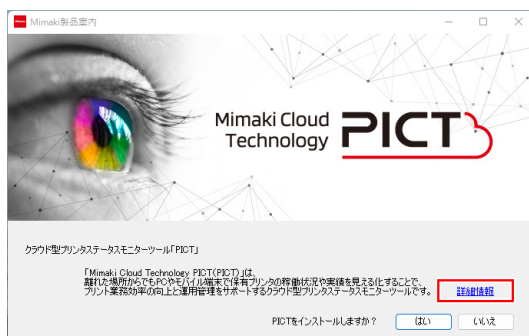 Mimaki製品案内
Mimaki Cloud
Technology
PICT
クラウド型プリンタステータスモニターツール「PICT」
「Mimaki Cloud Technology PICT(PICT)」は、
離れた場所からでもPCやモバイル端末で保有プリンタの稼働状況や実績を見える化することで、
プリント業務効率の向上と運用管理をサポートするクラウド型プリンタステータスモニターツールです。
詳細情報
PICTをインストールしますか？
はい
いいえ